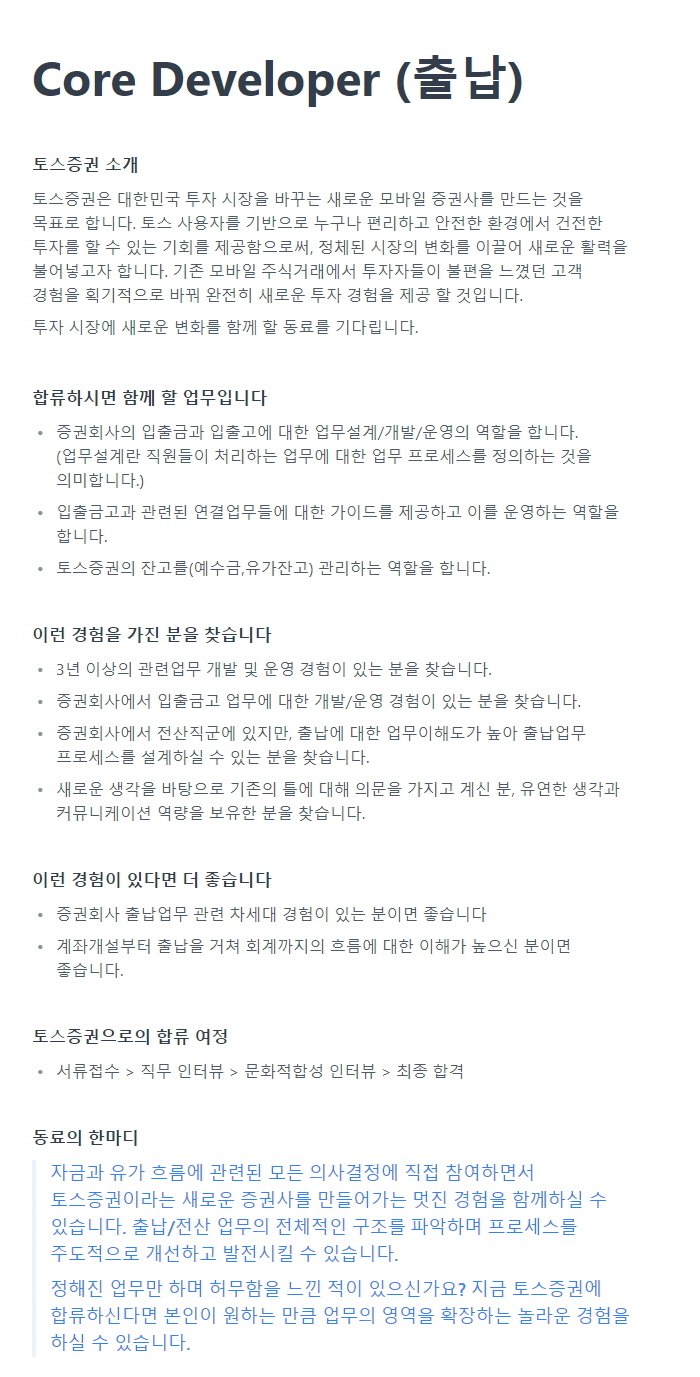 Core Developer (출납)
토스증권 소개
토스증권은 대한민국 투자 시장을 바꾸는 새로운 모바일 증권사를 만드는 것을
목표로 합니다. 토스 사용자를 기반으로 누구나 편리하고 안전한 환경에서 건전한
투자를 할 수 있는 기회를 제공함으로써, 정체된 시장의 변화를 이끌어 새로운 활력을
불어넣고자 합니다. 기존 모바일 주식거래에서 투자자들이 불편을 느꼈던 고객
경험을 획기적으로 바꿔 완전히 새로운 투자 경험을 제공 할 것입니다.
투자 시장에 새로운 변화를 함께 할 동료를 기다립니다.
합류하시면 함께 할 업무입니다
• 증권회사의 입출금과 입출고에 대한 업무설계/개발/운영의 역할을 합니다.
(업무설계란 직원들이 처리하는 업무에 대한 업무 프로세스를 정의하는 것을
의미합니다.)
• 입출금고과 관련된 연결업무들에 대한 가이드를 제공하고 이를 운영하는 역할을
합니다.
• 토스증권의 잔고를(예수금,유가잔고) 관리하는 역할을 합니다.
이런 경험을 가진 분을 찾습니다
• 3년 이상의 관련업무 개발 및 운영 경험이 있는 분을 찾습니다.
• 증권회사에서 입출금고 업무에 대한 개발/운영 경험이 있는 분을 찾습니다.
• 증권회사에서 전산직군에 있지만, 출납에 대한 업무이해도가 높아 출납업무
프로세스를 설계하실 수 있는 분을 찾습니다.
• 새로운 생각을 바탕으로 기존의 틀에 대해 의문을 가지고 계신 분, 유연한 생각과
커뮤니케이션 역량을 보유한 분을 찾습니다.
이런 경험이 있다면 더 좋습니다
• 증권회사 출납업무 관련 차세대 경험이 있는 분이면 좋습니다
• 계좌개설부터 출납을 거쳐 회계까지의 흐름에 대한 이해가 높으신 분이면
좋습니다.
토스증권으로의 합류 여정
• 서류접수 > 직무 인터뷰 > 문화적합성 인터뷰 > 최종 합격
동료의 한마디
자금과 유가 흐름에 관련된 모든 의사결정에 직접 참여하면서
토스증권이라는 새로운 증권사를 만들어가는 멋진 경험을 함께하실 수
있습니다. 출납/전산 업무의 전체적인 구조를 파악하며 프로세스를
주도적으로 개선하고 발전시킬 수 있습니다.
정해진 업무만 하며 허무함을 느낀 적이 있으신가요? 지금 토스증권에
합류하신다면 본인이 원하는 만큼 업무의 영역을 확장하는 놀라운 경험을
하실 수 있습니다.